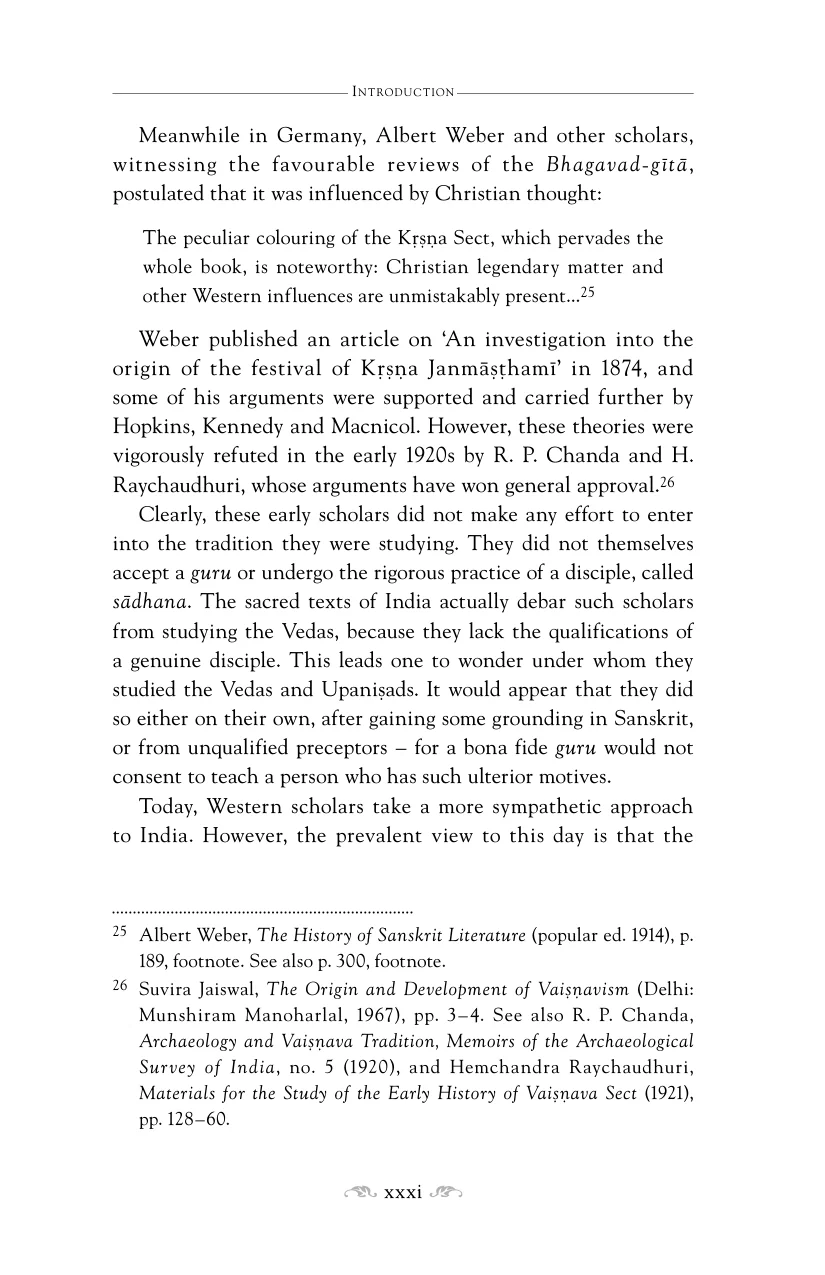 Introduction
Meanwhile in Germany, Albert Weber and other scholars,
witnessing the favourable reviews of the Bhagavad-gītā,
postulated that it was influenced by Christian thought:
The peculiar colouring of the Kṛṣṇa Sect, which pervades the
whole book, is noteworthy: Christian legendary matter and
other Western influences are unmistakably present...25
Weber published an article on ‘An investigation into the
origin of the festival of Kṛṣṇa Janmāṣṭhamī’ in 1874, and
some of his arguments were supported and carried further by
Hopkins, Kennedy and Macnicol. However, these theories were
vigorously refuted in the early 1920s by R. P. Chanda and H.
Raychaudhuri, whose arguments have won general approval.26
Clearly, these early scholars did not make any effort to enter
into the tradition they were studying. They did not themselves
accept a guru or undergo the rigorous practice of a disciple, called
sādhana. The sacred texts of India actually debar such scholars
from studying the Vedas, because they lack the qualifications of
a genuine disciple. This leads one to wonder under whom they
studied the Vedas and Upaniṣads. It would appear that they did
so either on their own, after gaining some grounding in Sanskrit,
or from unqualified preceptors – for a bona fide guru would not
consent to teach a person who has such ulterior motives.
Today, Western scholars take a more sympathetic approach
to India. However, the prevalent view to this day is that the
25 Albert Weber, The History of Sanskrit Literature (popular ed. 1914), p.
189, footnote. See also p. 300, footnote.
26 Suvira Jaiswal, The Origin and Development of Vaiṣṇavism (Delhi:
Munshiram Manoharlal, 1967), pp. 3–4. See also R. P. Chanda,
Archaeology and Vaiṣṇava Tradition, Memoirs of the Archaeological
Survey of India, no. 5 (1920), and Hemchandra Raychaudhuri,
Materials for the Study of the Early History of Vaiṣṇava Sect (1921),
pp. 128–60.
xxxi